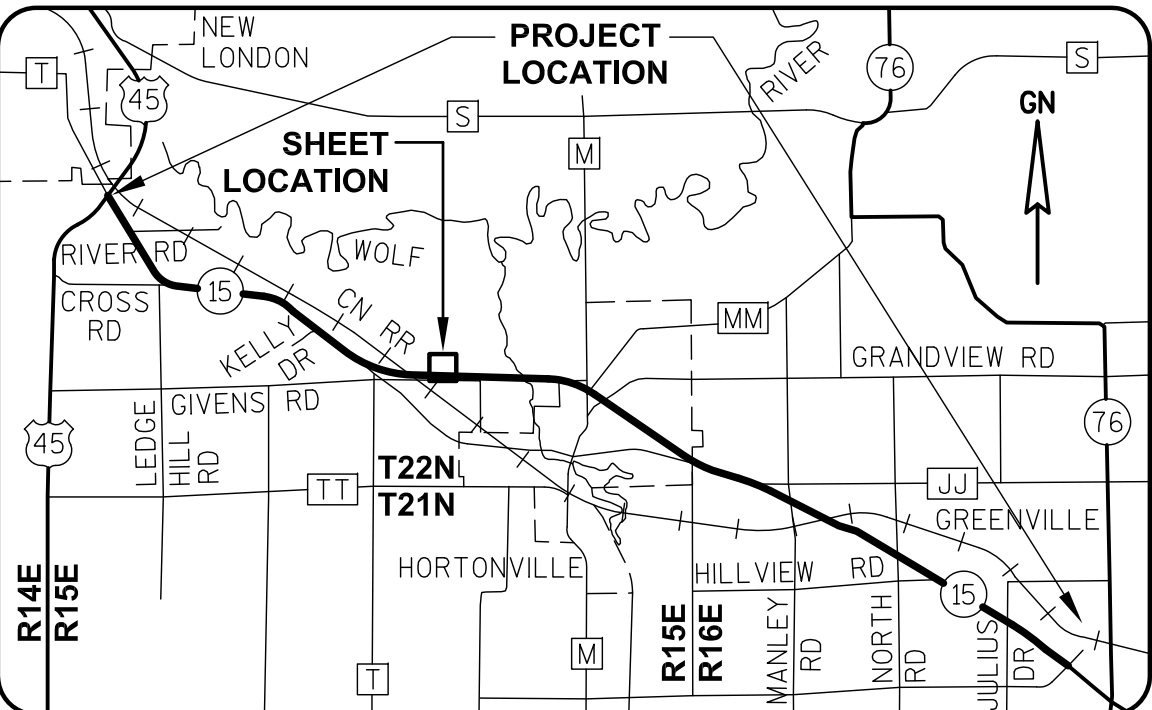 NEW
LONDON
PROJECT
LOCATION
RIVER
76
S
T
45
S
GN
SHEET
LOCATION
M
RIVER RD
WOLF
CROSS
RD
15
CN RR
MM
KELLY
DR
GRANDVIEW RD
GIVENS RD
45
LEDGE
HILL
RD
76
T22N
TT
T21N
JJ
GREENVILLE
HORTONVILLE
HILLVIEW RD
R14E
R15E
15
R15E
R16E
MANLEY
RD
NORTH
RD
JULIUS
DR
M
T